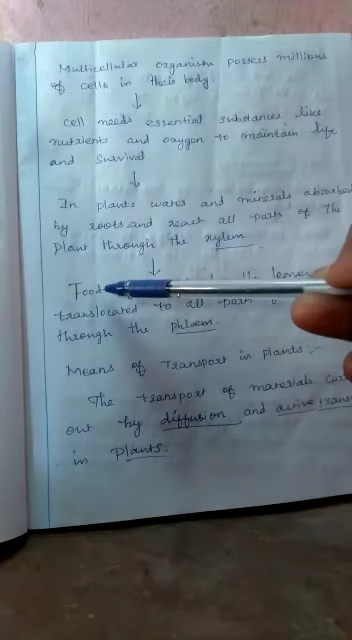 Multicellular organism possess millions
of cells in their body.
cell needs essential substances like
nutrients and oxygen to maintain life
and survival
In plants water and minerals absorbed
by roots and reach all parts of the
Plant through the xylem
Food leaves
translocated to all parts
through the phloem.
Means of Transport in plants:-
The transport of materials
out by diffusion and active
in plants.